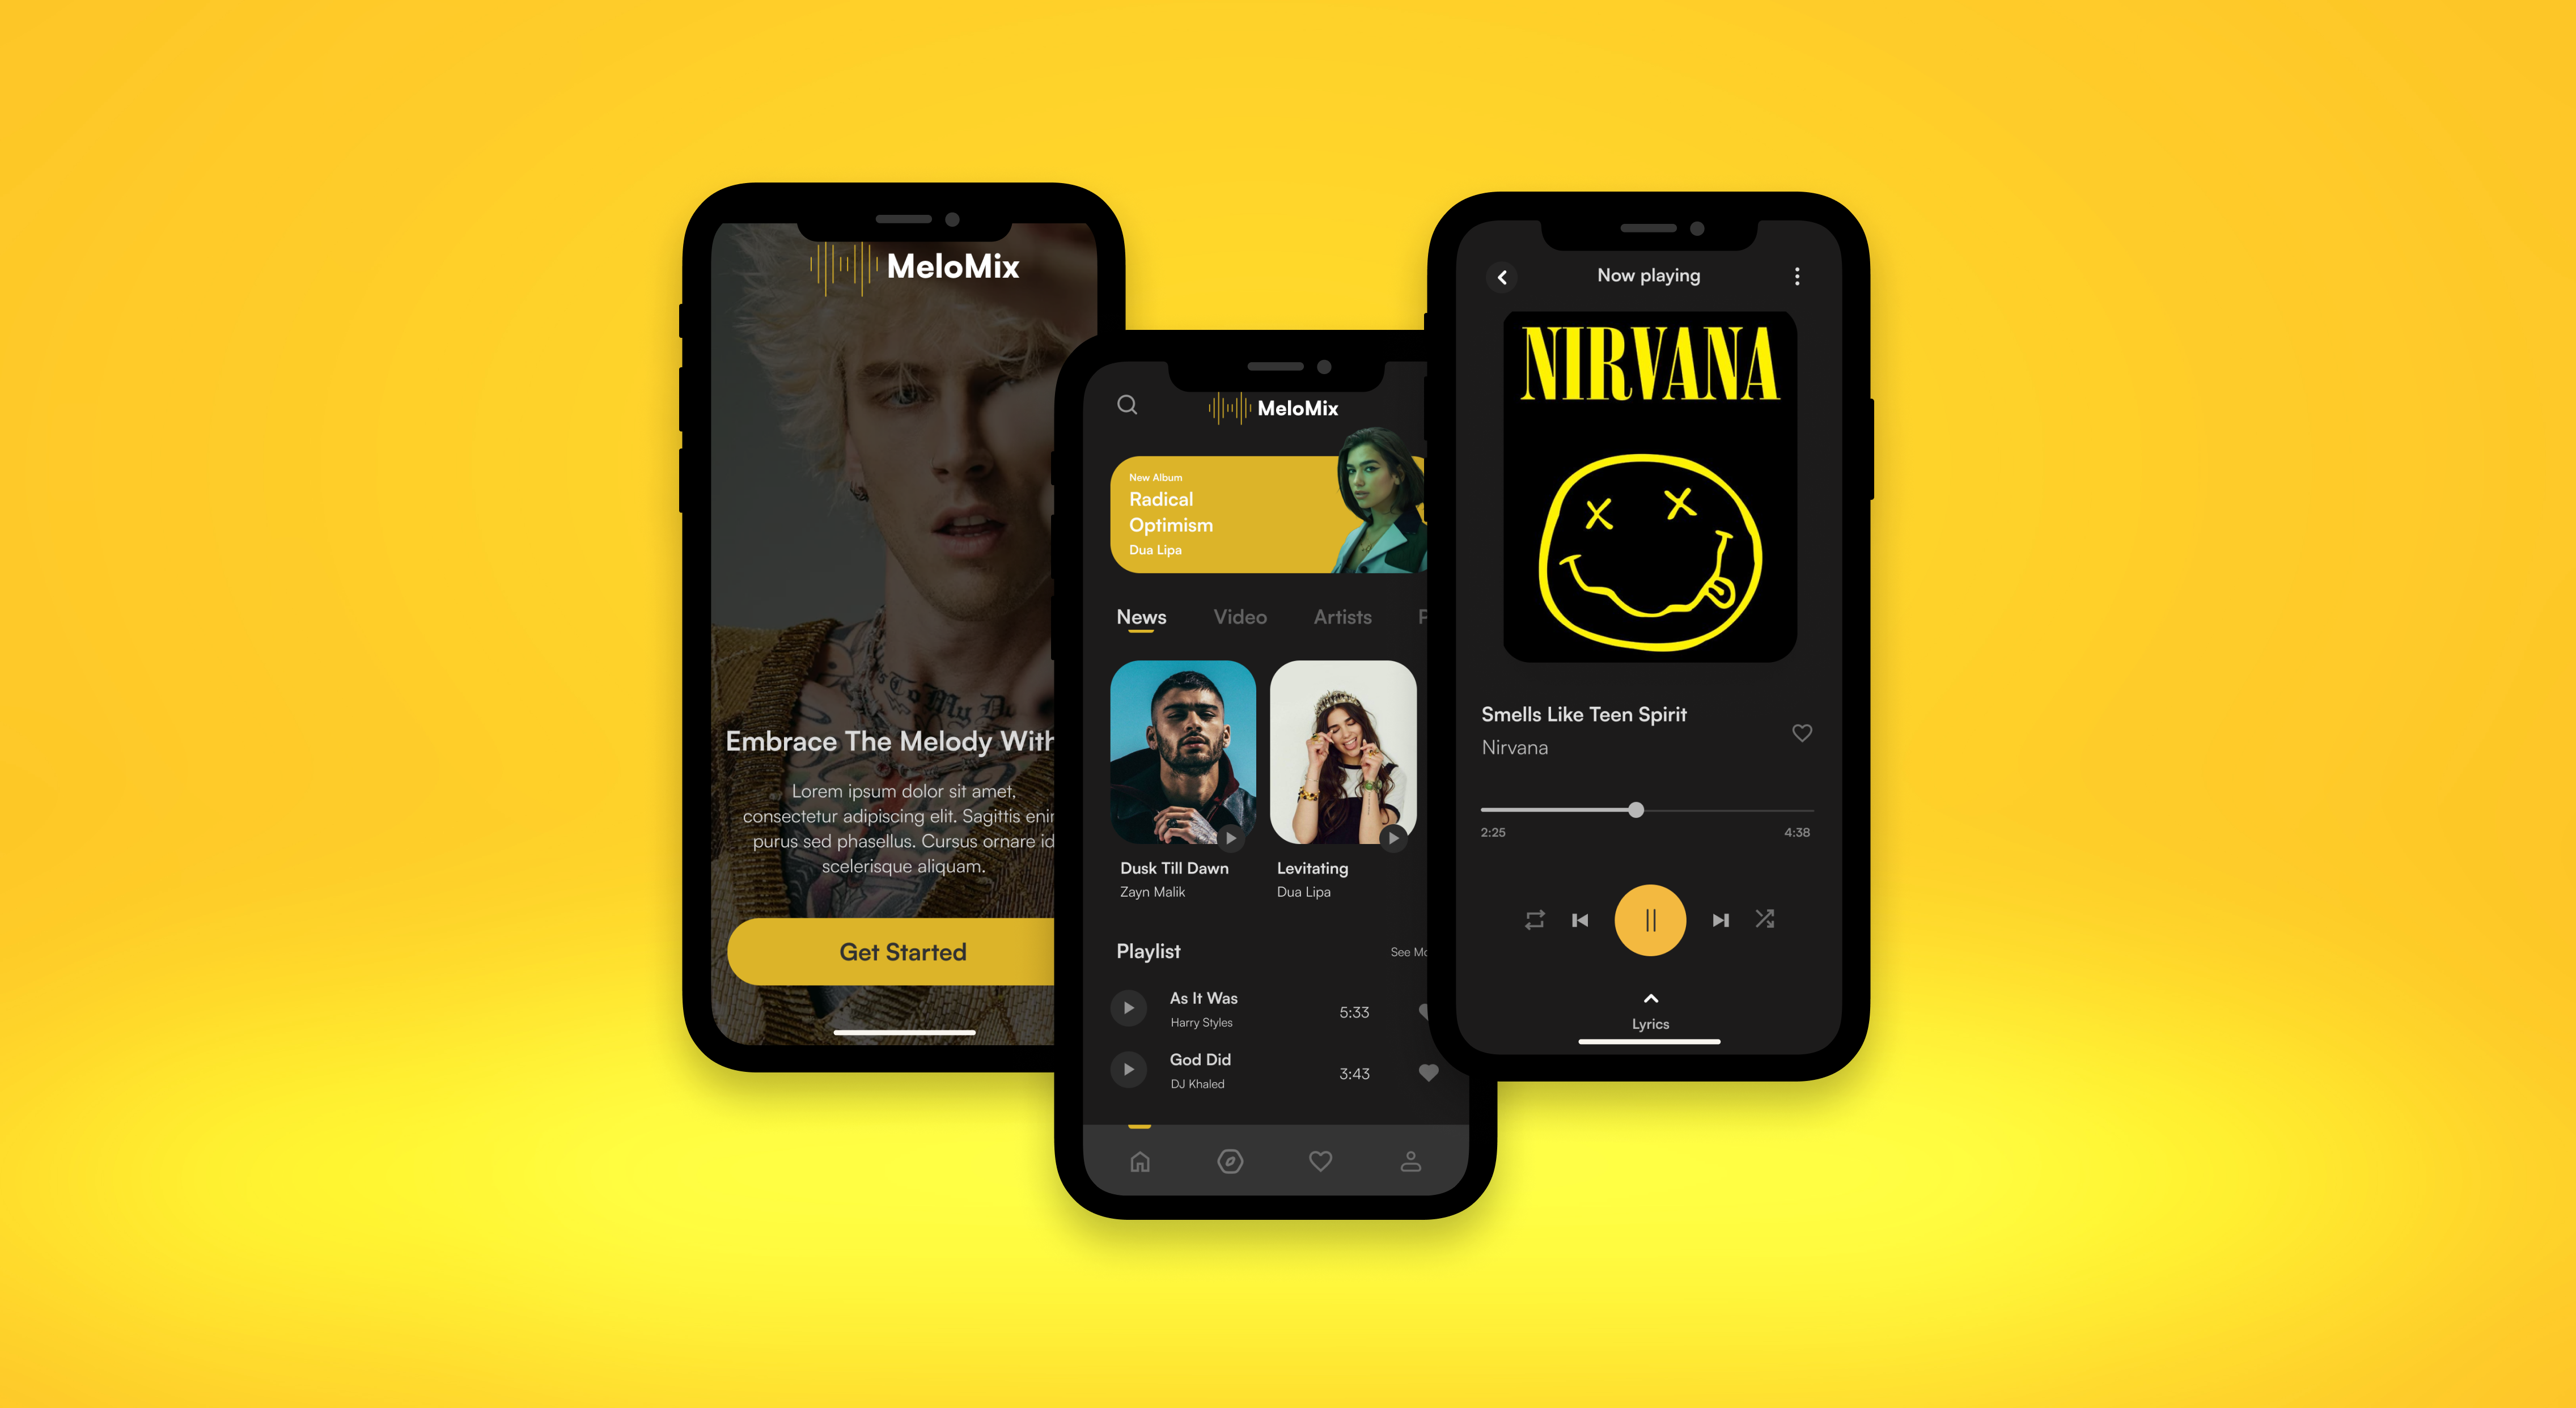 MeloMix
Embrace The Melody With
Lorem ipsum dolor sit amet,
consectetur adipiscing elit. Sagittis
purus sed phasellus. Cursus ornare id
scelerisque aliquam.
Get Started
MeloMix
New Album
Radical
Optimism
Dua Lipa
News Video Artists
Dusk Till Dawn
Zayn Malik
Levitating
Dua Lipa
Playlist See
As It Was
Harry Styles
5:33
God Did
DJ Khaled
3:43
Now playing
NIRVANA
Smells Like Teen Spirit
Nirvana
2:25 4:38
Lyrics